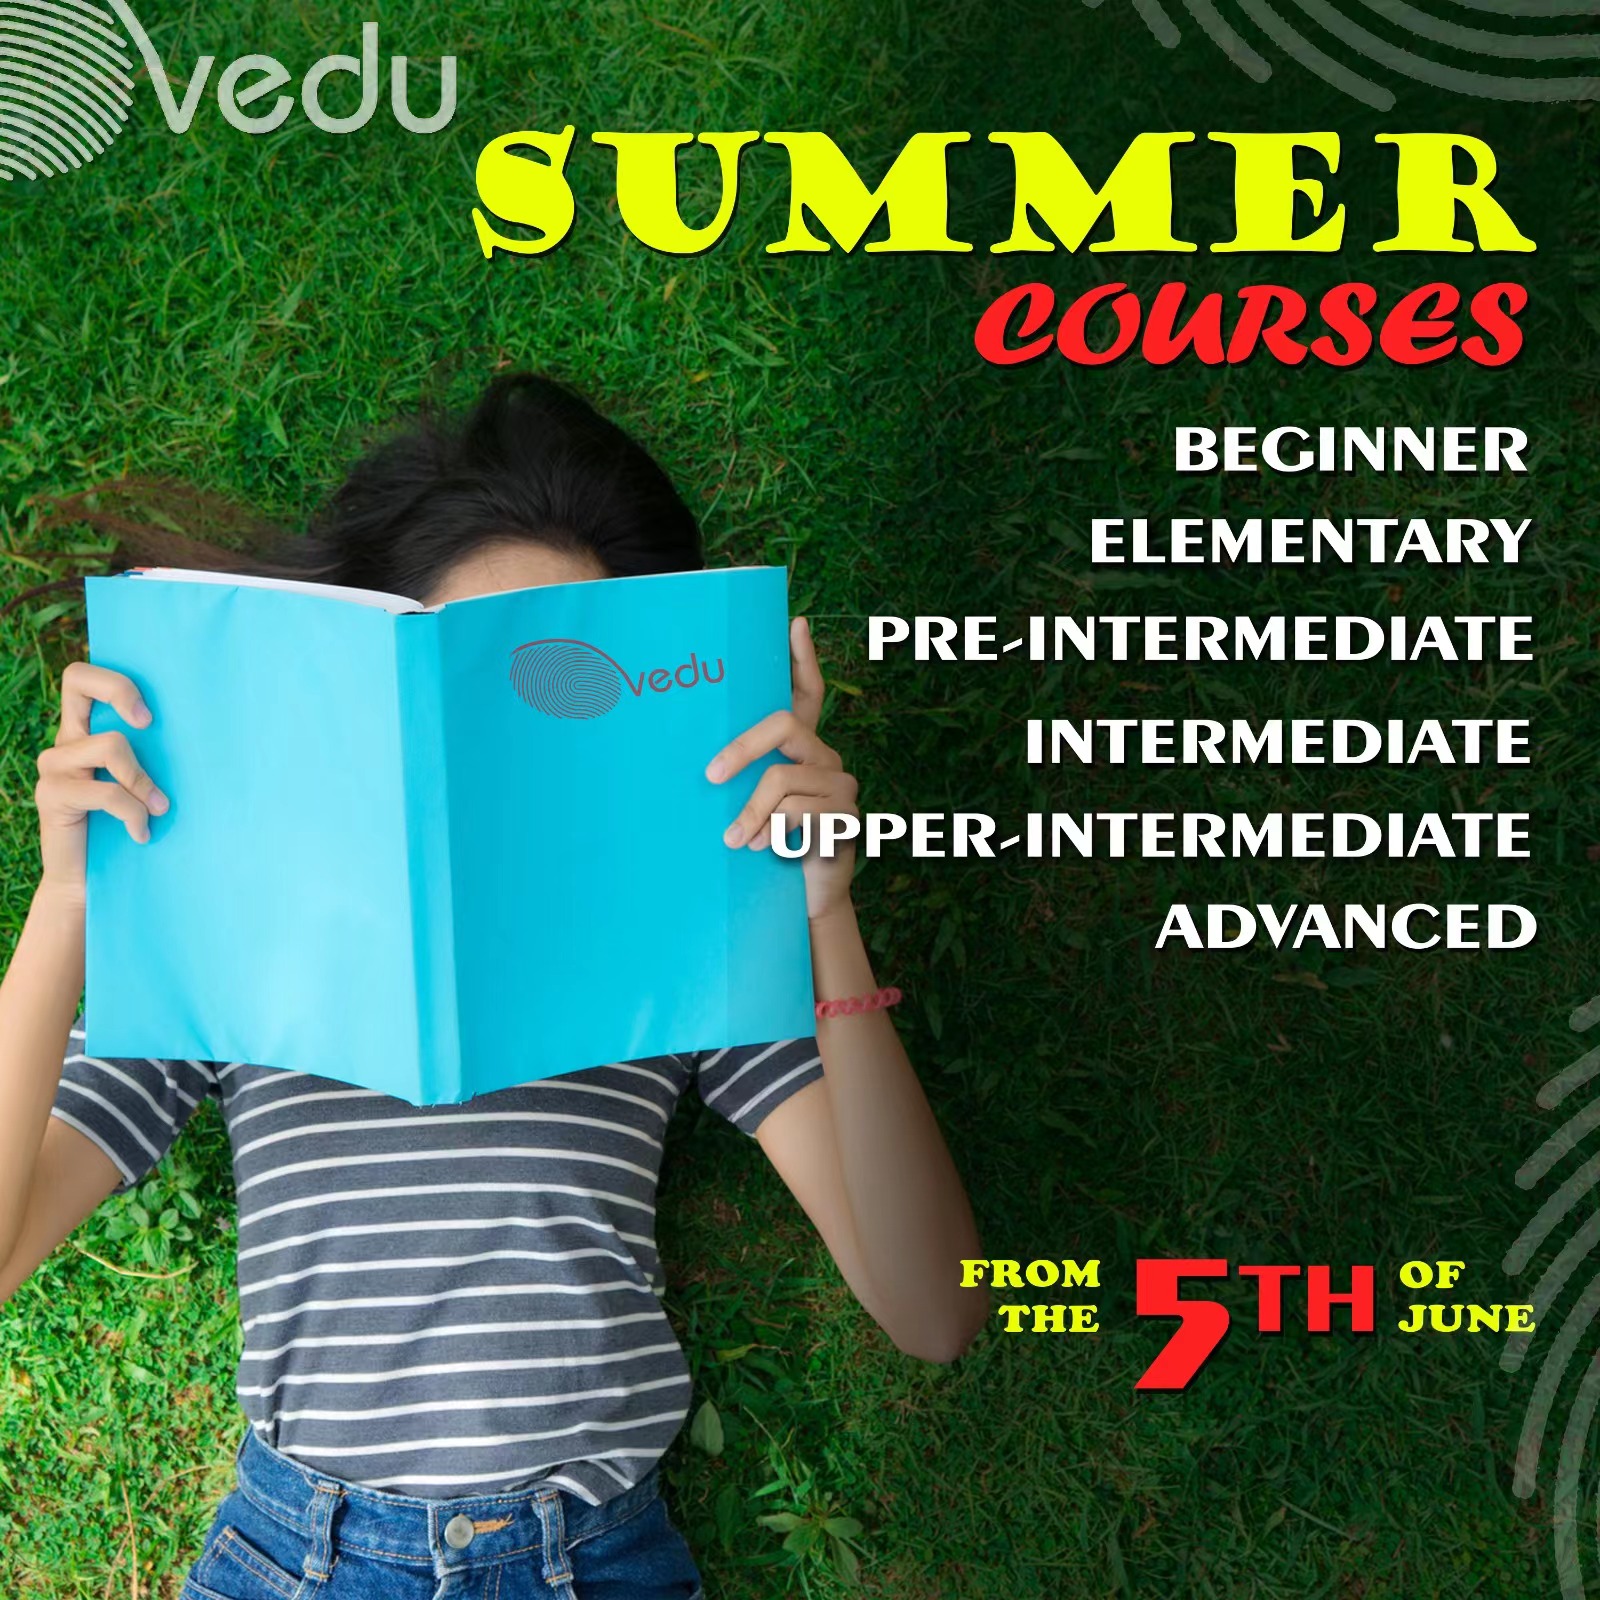 vedu
SUMMER
COURSES
BEGINNER
ELEMENTARY
PRE-INTERMEDIATE
INTERMEDIATE
UPPER-INTERMEDIATE
ADVANCED
vedu
FROM THE 5TH OF JUNE